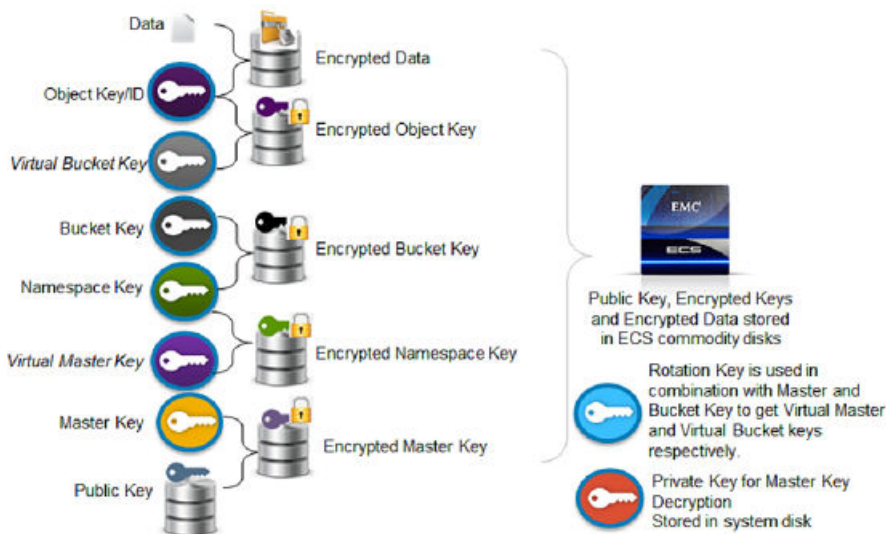 Data
Encrypted Data
Object Key/ID
Encrypted Object Key
Virtual Bucket Key
Bucket Key
Encrypted Bucket Key
Namespace Key
Encrypted Namespace Key
Virtual Master Key
Master Key
Encrypted Master Key
Public Key
EMC
ECS
Public Key, Encrypted Keys
and Encrypted Data stored
in ECS commodity disks
Rotation Key is used in
combination with Master and
Bucket Key to get Virtual Master
and Virtual Bucket keys
respectively.
Private Key for Master Key
Decryption
Stored in system disk